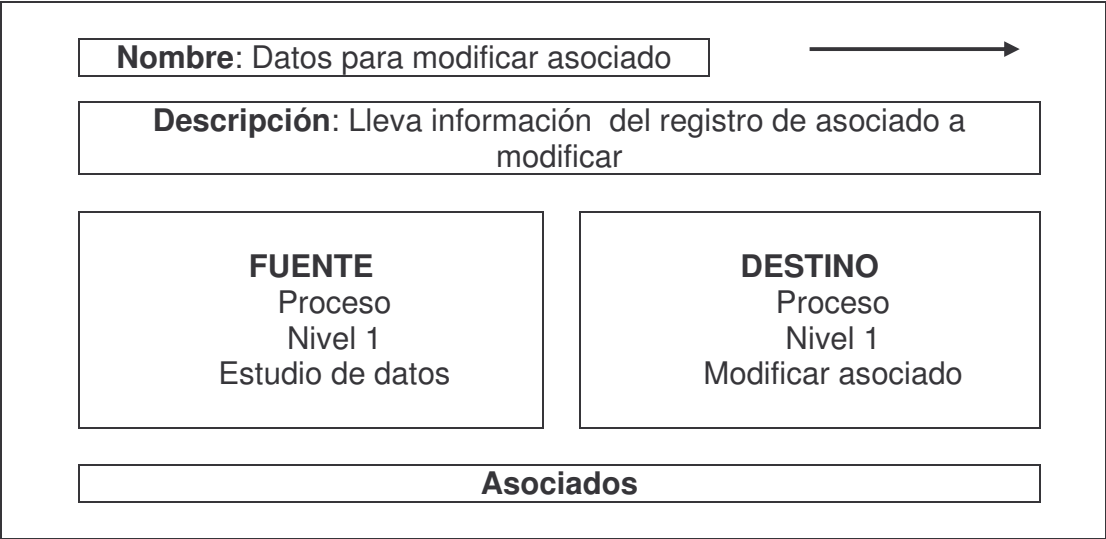 Nombre: Datos para modificar asociado
Descripción: Lleva información  del registro de asociado a
modificar
FUENTE
Proceso
Nivel 1
Estudio de datos
DESTINO
Proceso
Nivel 1
Modificar asociado
Asociados